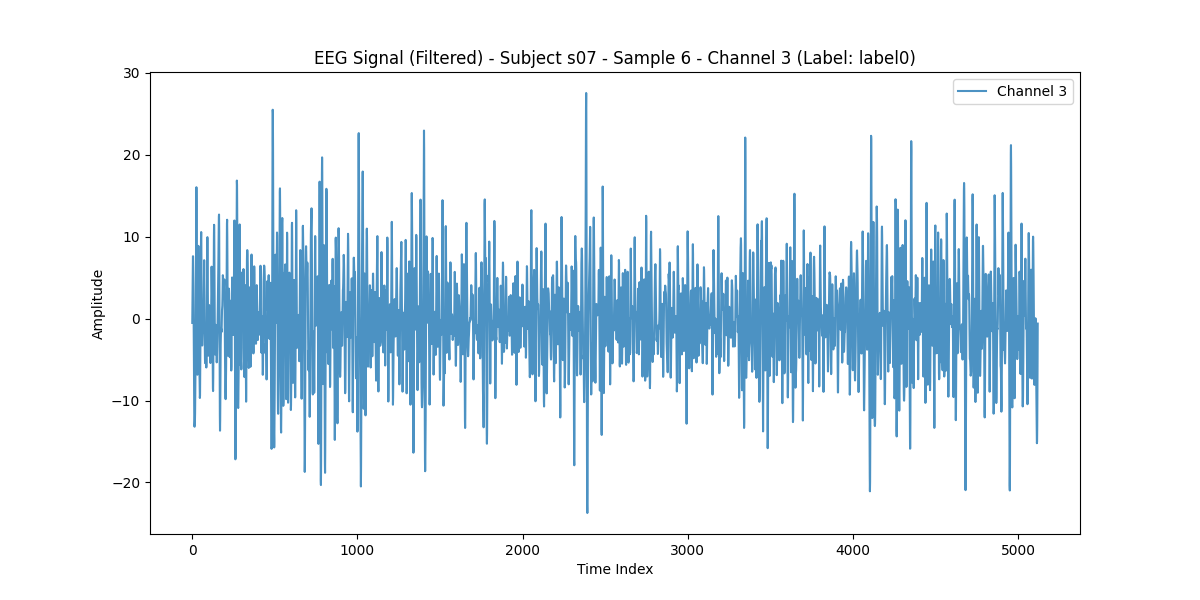 EEG Signal (Filtered) - Subject s07 - Sample 6 - Channel 3 (Label: label0)
Channel 3
30
20
10
0
−10
−20
Amplitude
0 1000 2000 3000 4000 5000
Time Index